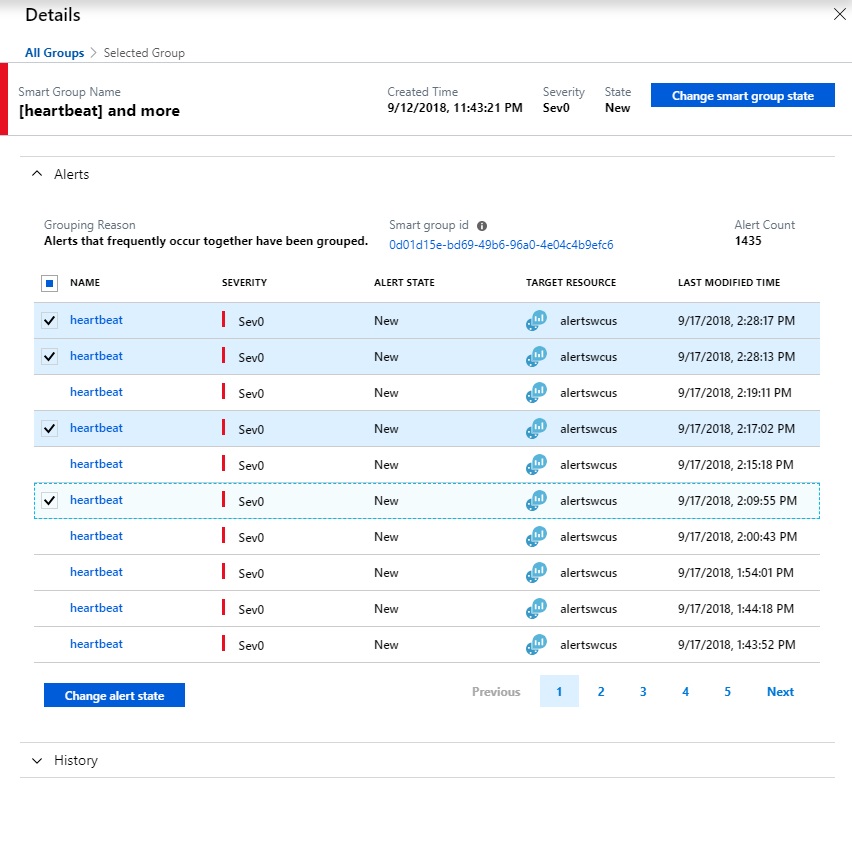 Details
All Groups > Selected Group
Smart Group Name Created Time Severity State
[heartbeat] and more 9/12/2018, 11:43:21 PM Sev0 New Change smart group state
Alerts
Grouping Reason Smart group id Alert Count
Alerts that frequently occur together have been grouped. 0d01d15e-bd69-49b6-96a0-4e04c4b9efc6 1435
NAME SEVERITY ALERT STATE TARGET RESOURCE LAST MODIFIED TIME
heartbeat Sev0 New alertswcus 9/17/2018, 2:28:17 PM
heartbeat Sev0 New alertswcus 9/17/2018, 2:28:13 PM
heartbeat Sev0 New alertswcus 9/17/2018, 2:19:11 PM
heartbeat Sev0 New alertswcus 9/17/2018, 2:17:02 PM
heartbeat Sev0 New alertswcus 9/17/2018, 2:15:18 PM
heartbeat Sev0 New alertswcus 9/17/2018, 2:09:55 PM
heartbeat Sev0 New alertswcus 9/17/2018, 2:00:43 PM
heartbeat Sev0 New alertswcus 9/17/2018, 1:54:01 PM
heartbeat Sev0 New alertswcus 9/17/2018, 1:44:18 PM
heartbeat Sev0 New alertswcus 9/17/2018, 1:43:52 PM
Change alert state Previous 1 2 3 4 5 Next
History